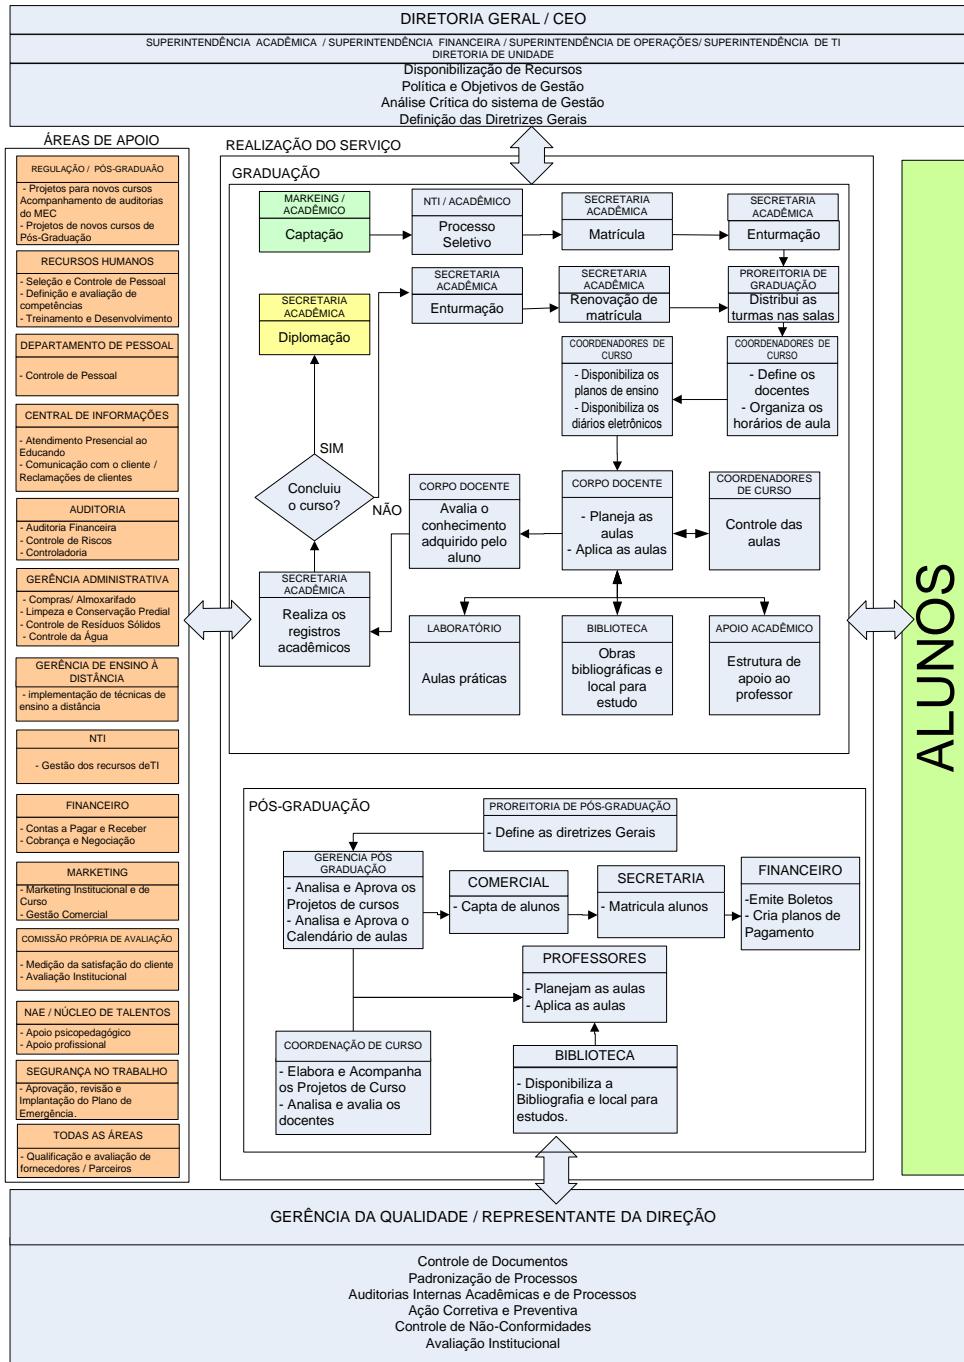 DIRETORIA GERAL / CEO
SUPERINTENDÊNCIA ACADÊMICA / SUPERINTENDÊNCIA FINANCEIRA / SUPERINTENDÊNCIA DE OPERAÇÕES/ SUPERINTENDÊNCIA DE TI
DIRETORIA DE UNIDADE
Disponibilização de Recursos
Política e Objetivos de Gestão
Análise Crítica do sistema de Gestão
Definição das Diretrizes Gerais
ÁREAS DE APOIO
REGULAÇÃO / PÓS-GRADUAÃO
- Projetos para novos cursos
Acompanhamento de auditorias
do MEC
- Projetos de novos cursos de
Pós-Graduação
RECURSOS HUMANOS
- Seleção e Controle de Pessoal
- Definição e avaliação de
competências
- Treinamento e Desenvolvimento
DEPARTAMENTO DE PESSOAL
- Controle de Pessoal
CENTRAL DE INFORMAÇÕES
- Atendimento Presencial ao
Educando
- Comunicação com o cliente /
Reclamações de clientes
AUDITORIA
- Auditoria Financeira
- Controle de Riscos
- Controladoria
GERÊNCIA ADMINISTRATIVA
- Compras/ Almoxarifado
- Limpeza e Conservação Predial
- Controle de Resíduos Sólidos
- Controle da Água
GERÊNCIA DE ENSINO À
DISTÂNCIA
- implementação de técnicas de
ensino a distância
NTI
- Gestão dos recursos deTI
FINANCEIRO
- Contas a Pagar e Receber
- Cobrança e Negociação
MARKETING
- Marketing Institucional e de
Curso
- Gestão Comercial
COMISSÃO PRÓPRIA DE AVALIAÇÃO
- Medição da satisfação do cliente
- Avaliação Institucional
NAE / NÚCLEO DE TALENTOS
- Apoio psicopedagógico
- Apoio profissional
SEGURANÇA NO TRABALHO
- Aprovação, revisão e
Implantação do Plano de
Emergência.
TODAS AS ÁREAS
- Qualificação e avaliação de
fornecedores / Parceiros
REALIZAÇÃO DO SERVIÇO
GRADUAÇÃO
MARKEING /
ACADÊMICO
Captação
NTI / ACADÊMICO
Processo
Seletivo
SECRETARIA
ACADÊMICA
Matrícula
SECRETARIA
ACADÊMICA
Enturmação
SECRETARIA
ACADÊMICA
Diplomação
SECRETARIA
ACADÊMICA
Enturmação
SECRETARIA
ACADÊMICA
Renovação de
matrícula
PROREITORIA DE
GRADUAÇÃO
Distribui as
turmas nas salas
COORDENADORES DE
CURSO
- Disponibiliza os
planos de ensino
- Disponibiliza os
diários eletrônicos
COORDENADORES DE
CURSO
- Define os
docentes
- Organiza os
horários de aula
SIM
Concluiu
o curso?
NÃO
CORPO DOCENTE
Avalia o
conhecimento
adquirido pelo
aluno
CORPO DOCENTE
- Planeja as
aulas
- Aplica as aulas
COORDENADORES
DE CURSO
Controle das
aulas
SECRETARIA
ACADÊMICA
Realiza os
registros
acadêmicos
LABORATÓRIO
Aulas práticas
BIBLIOTECA
Obras
bibliográficas e
local para
estudo
APOIO ACADÊMICO
Estrutura de
apoio ao
professor
PÓS-GRADUAÇÃO
PROREITORIA DE PÓS-GRADUAÇÃO
- Define as diretrizes Gerais
GERENCIA PÓS
GRADUAÇÃO
- Analisa e Aprova os
Projetos de cursos
- Analisa e Aprova o
Calendário de aulas
COMERCIAL
- Capta de alunos
SECRETARIA
- Matricula alunos
FINANCEIRO
-Emite Boletos
- Cria planos de
Pagamento
PROFESSORES
- Planejam as aulas
- Aplica as aulas
COORDENAÇÃO DE CURSO
- Elabora e Acompanha
os Projetos de Curso
- Analisa e avalia os
docentes
BIBLIOTECA
- Disponibiliza a
Bibliografia e local para
estudos.
ALUNOS
GERÊNCIA DA QUALIDADE / REPRESENTANTE DA DIREÇÃO
Controle de Documentos
Padronização de Processos
Auditorias Internas Acadêmicas e de Processos
Ação Corretiva e Preventiva
Controle de Não-Conformidades
Avaliação Institucional